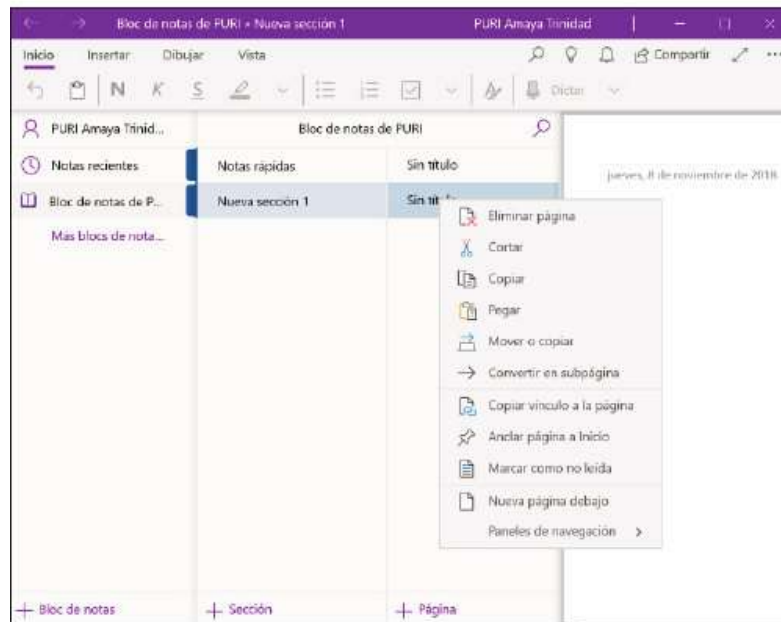 Bloc de notas de PURI » Nueva sección 1 PURI Amaya Trinidad
Inicio Insertar Dibujar Vista Compartir
N K S Dictar
PURI Amaya Trinid... Bloc de notas de PURI
Notas recientes Notas rápidas Sin título
jueves, 8 de noviembre de 2018
Bloc de notas de P... Nueva sección 1 Sin tít
Más blocs de nota...
Eliminar página
Cortar
Copiar
Pegar
Mover o copiar
Convertir en subpágina
Copiar vínculo a la página
Anclar página a Inicio
Marcar como no leída
Nueva página debajo
Paneles de navegación
Bloc de notas Sección Página